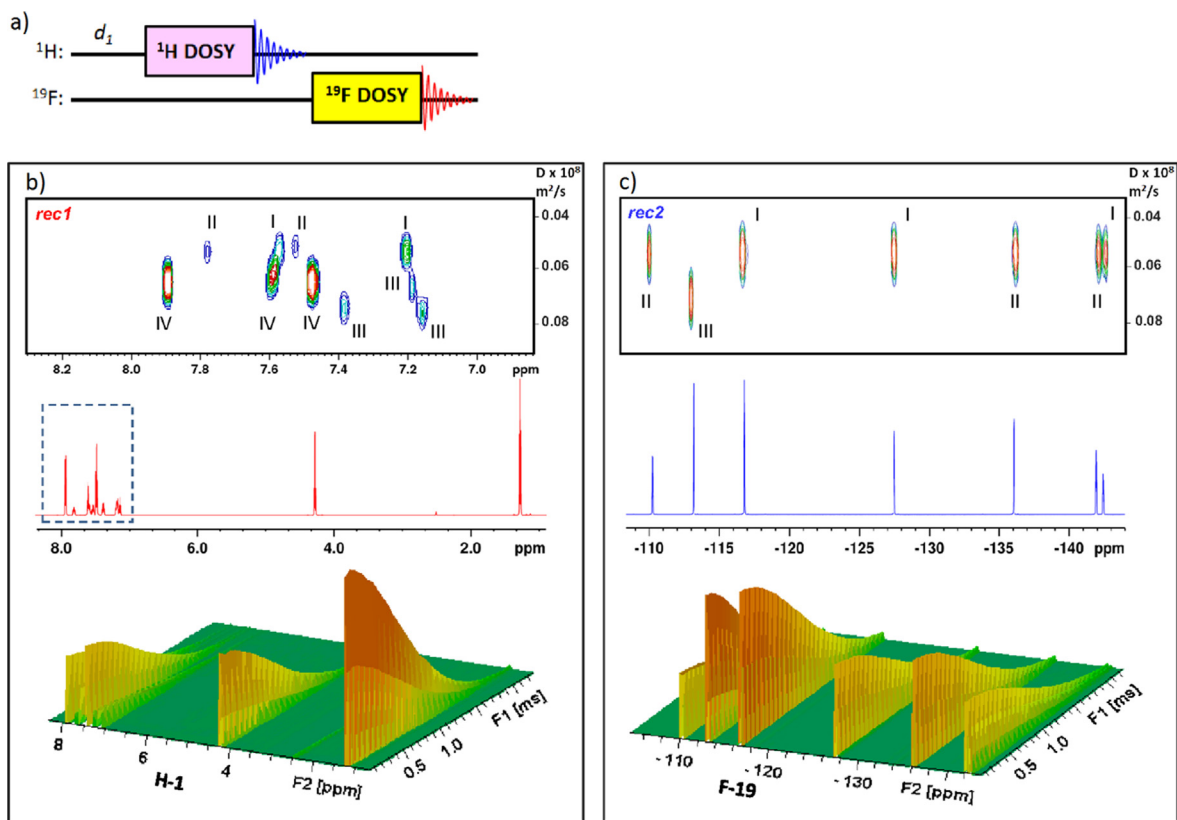 a)
d1
¹H:
¹H DOSY
¹⁹F:
¹⁹F DOSY
b)
D x 10⁸
m²/s
rec1
II
I
II
I
0.04
0.06
0.08
III
IV
IV
IV
III
III
8.2
8.0
7.8
7.6
7.4
7.2
7.0
ppm
8.0
6.0
4.0
2.0
ppm
8
6
4
H-1
F2 [ppm]
0.5
1.0
F1 [ms]
c)
D x 10⁸
m²/s
rec2
I
I
I
0.04
0.06
0.08
II
II
II
III
-110
-115
-120
-125
-130
-135
-140
ppm
-110
-120
-130
F-19
F2 [ppm]
0.5
1.0
F1 [ms]